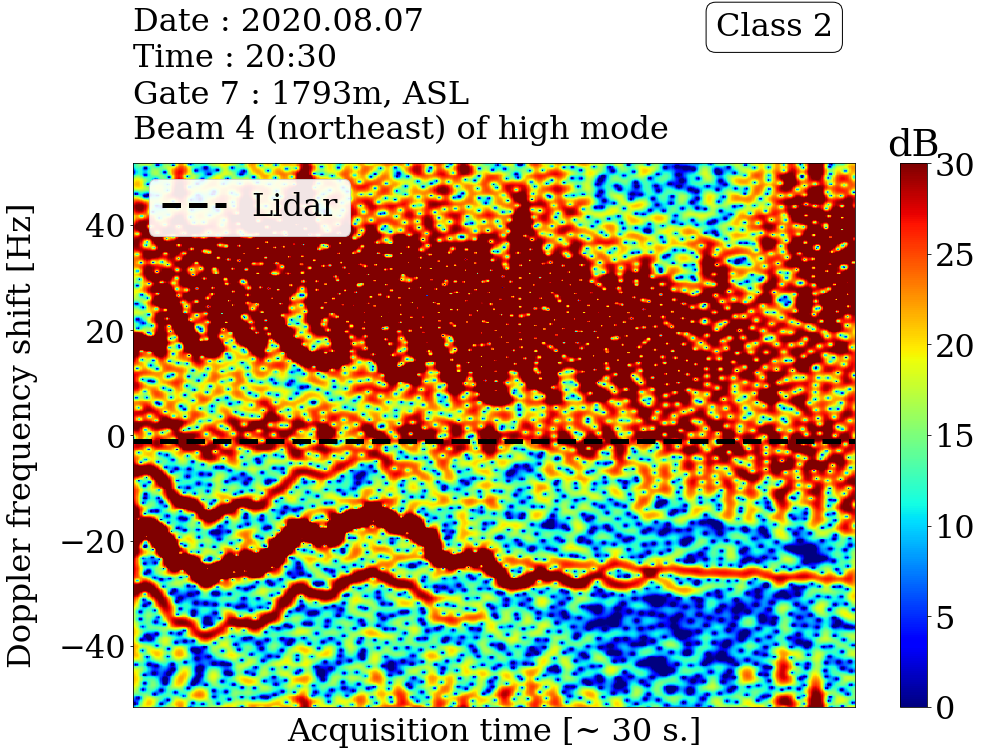 Date : 2020.08.07
Time : 20:30
Gate 7 : 1793m, ASL
Beam 4 (northeast) of high mode
Class 2
dB
Lidar
Doppler frequency shift [Hz]
40
20
0
−20
−40
30
25
20
15
10
5
0
Acquisition time [~ 30 s.]